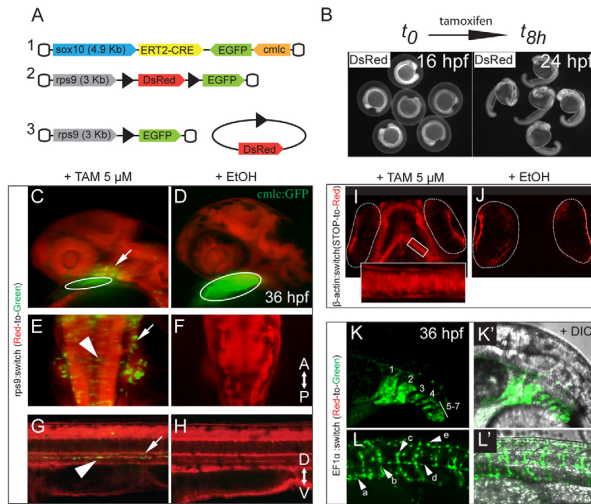 A
1 sox10 (4.9 Kb) ERT2-CRE EGFP cmlc
2 rps9 (3 Kb) DsRed EGFP
3 rps9 (3 Kb) EGFP DsRed
B
t0 tamoxifen t8h
DsRed 16 hpf DsRed 24 hpf
+ TAM 5 µM + EtOH
rps9:switch (Red-to-Green)
C D cmlc:GFP
36 hpf
E F
A
P
G H
D
V
+ TAM 5 µM + EtOH
β-actin:switch(STOP-to-Red)
I J
EF1α:switch (Red-to-Green)
K 36 hpf K' + DIC
1
2
3
4
5-7
L c e L'
a b d